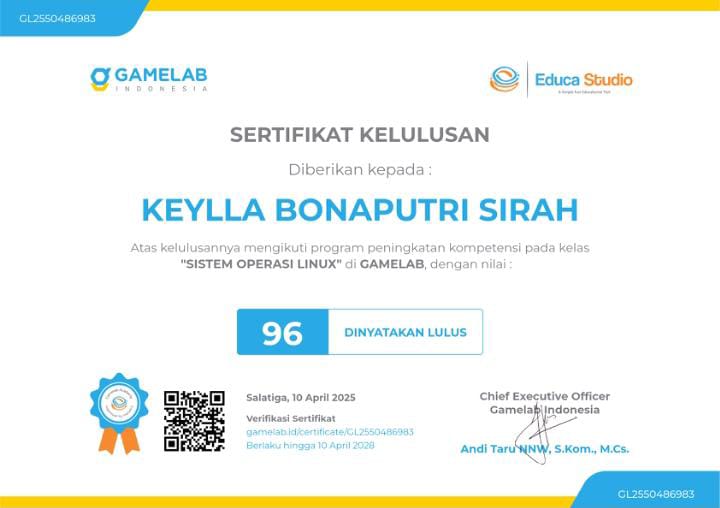 GL2550486983
GAMELAB
INDONESIA
Educa Studio
SERTIFIKAT KELULUSAN
Diberikan kepada :
KEYLLA BONAPUTRI SIRAH
Atas kelulusannya mengikuti program peningkatan kompetensi pada kelas
"SISTEM OPERASI LINUX" di GAMELAB, dengan nilai :
96
DINYATAKAN LULUS
Salatiga, 10 April 2025
Verifikasi Sertifikat
gamelab.id/certificate/GL2550486983
Berlaku hingga 10 April 2028
Chief Executive Officer
Gamelab Indonesia
Andi Taru NNW, S.Kom., M.Cs.
GL2550486983